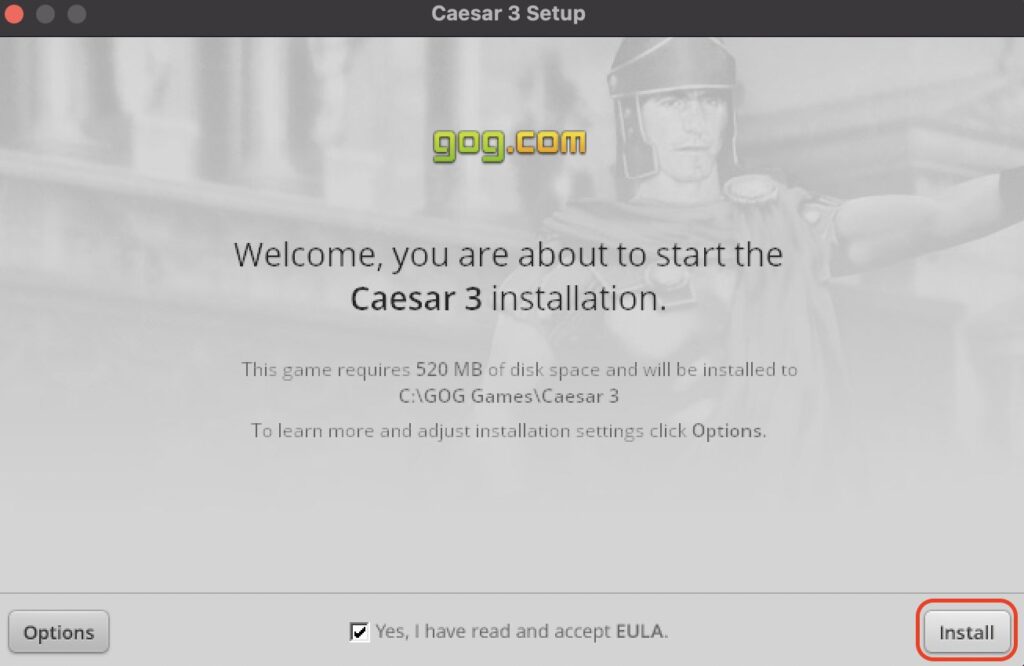 Caesar 3 Setup
gog.com
Welcome, you are about to start the
Caesar 3 installation.
This game requires 520 MB of disk space and will be installed to
C:\GOG Games\Caesar 3
To learn more and adjust installation settings click Options.
Options
Yes, I have read and accept EULA.
Install